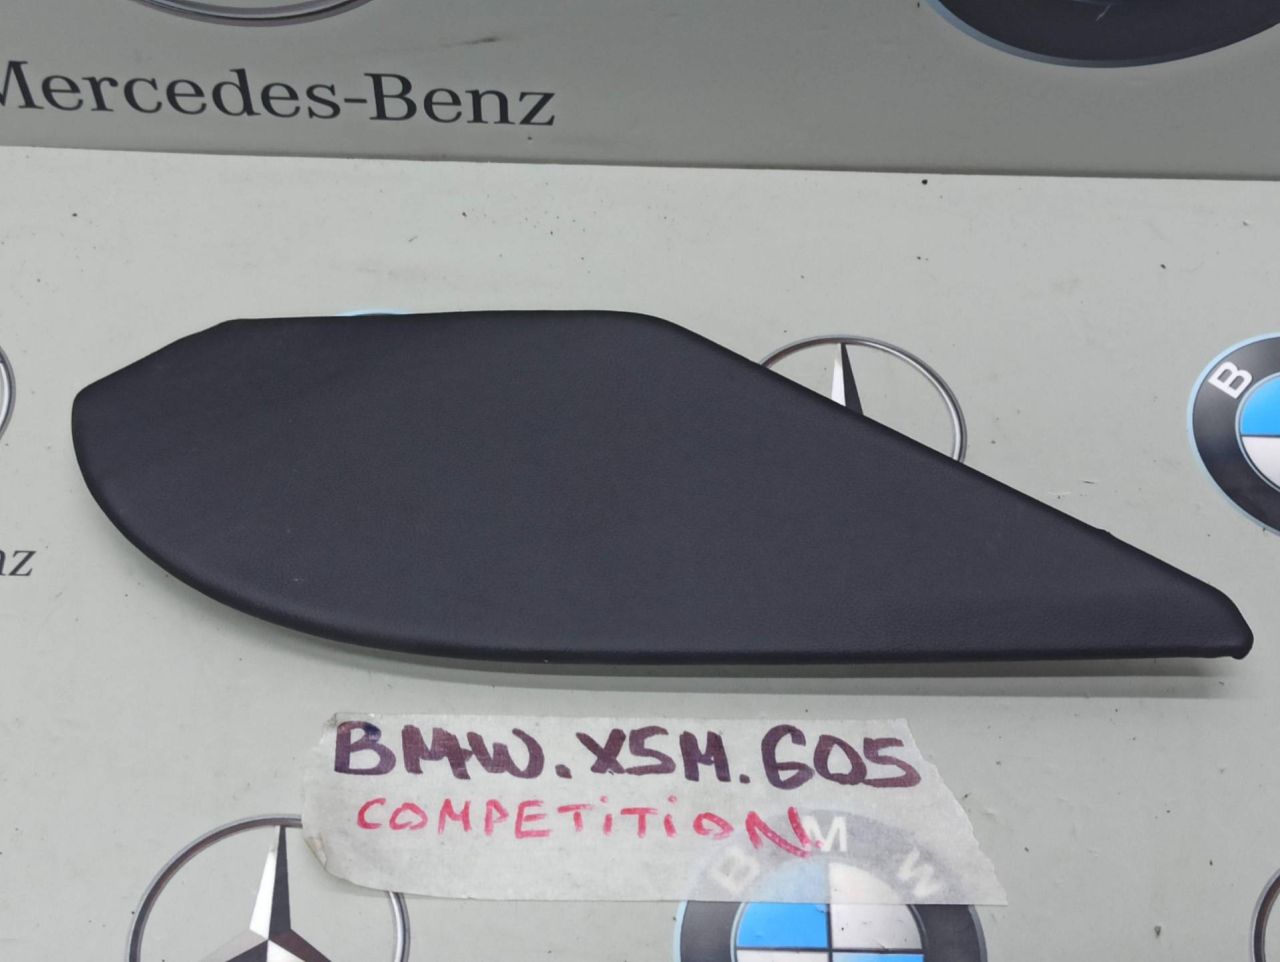 Mercedes-Benz
B
nz
BMW.X5M.G05
COMPETiTiON
B M W